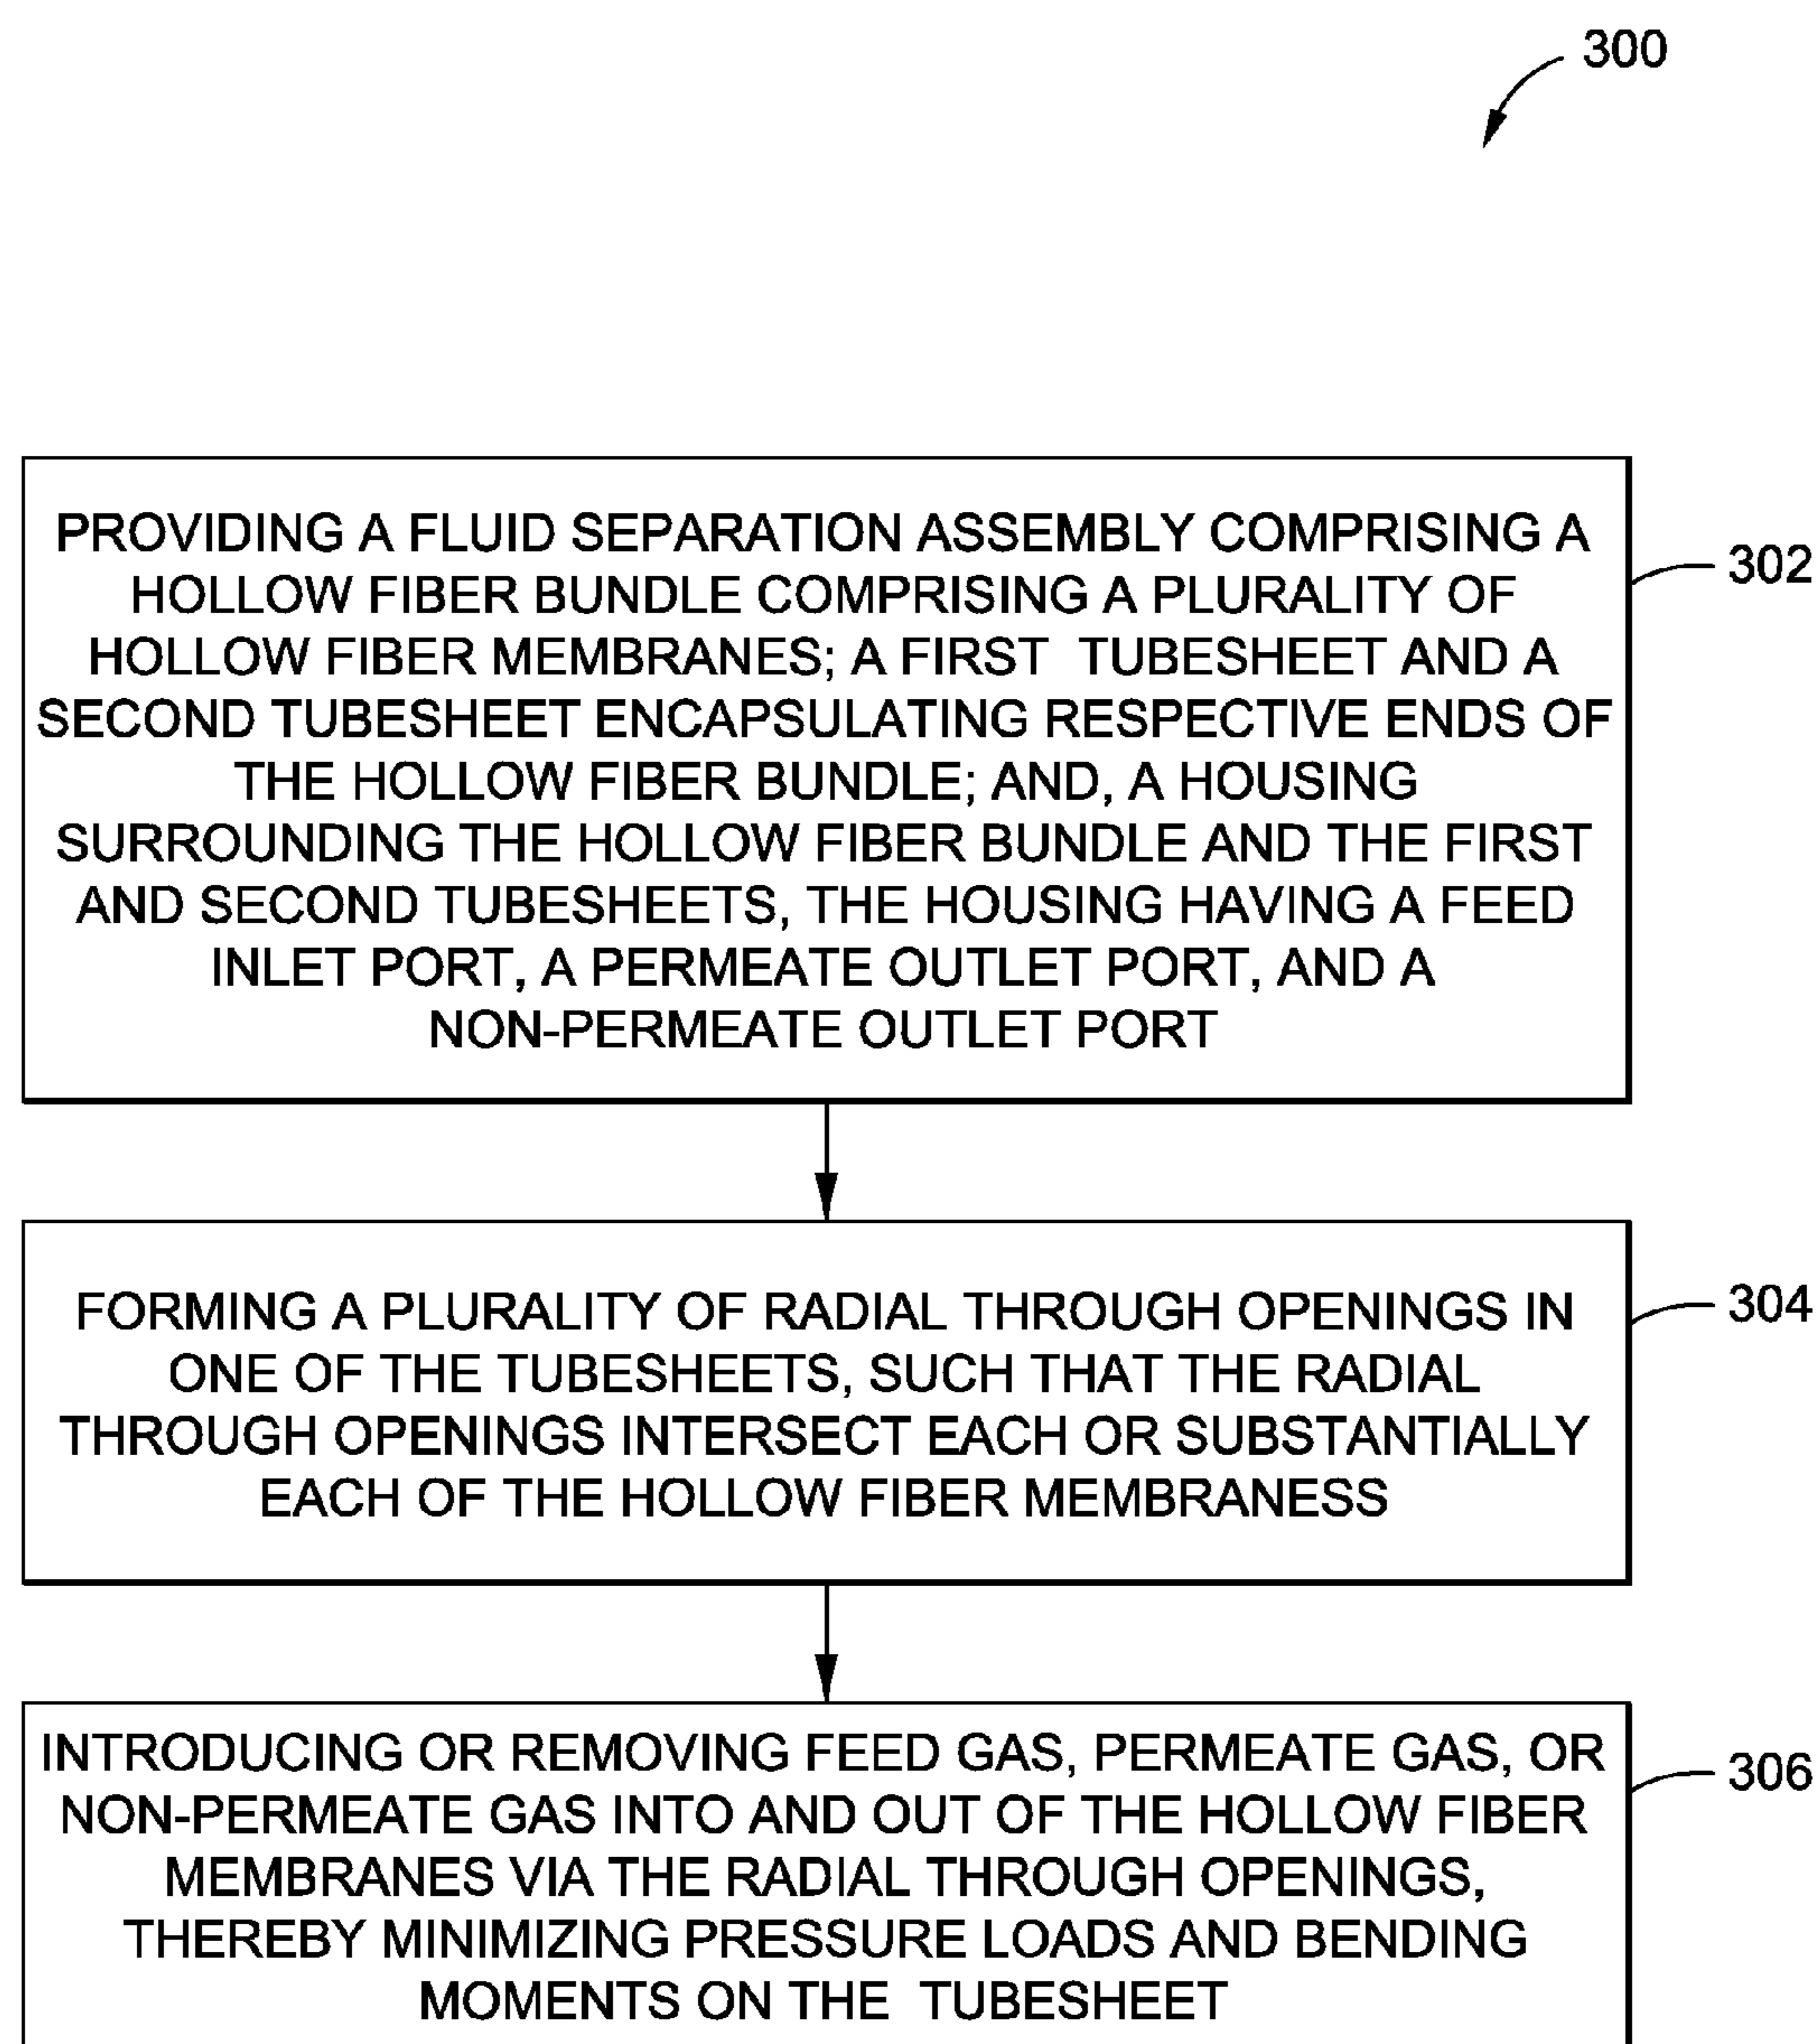 300
PROVIDING A FLUID SEPARATION ASSEMBLY COMPRISING A
HOLLOW FIBER BUNDLE COMPRISING A PLURALITY OF
HOLLOW FIBER MEMBRANES; A FIRST TUBESHEET AND A
SECOND TUBESHEET ENCAPSULATING RESPECTIVE ENDS OF
THE HOLLOW FIBER BUNDLE; AND, A HOUSING
SURROUNDING THE HOLLOW FIBER BUNDLE AND THE FIRST
AND SECOND TUBESHEETS, THE HOUSING HAVING A FEED
INLET PORT, A PERMEATE OUTLET PORT, AND A
NON-PERMEATE OUTLET PORT
302
FORMING A PLURALITY OF RADIAL THROUGH OPENINGS IN
ONE OF THE TUBESHEETS, SUCH THAT THE RADIAL
THROUGH OPENINGS INTERSECT EACH OR SUBSTANTIALLY
EACH OF THE HOLLOW FIBER MEMBRANESS
304
INTRODUCING OR REMOVING FEED GAS, PERMEATE GAS, OR
NON-PERMEATE GAS INTO AND OUT OF THE HOLLOW FIBER
MEMBRANES VIA THE RADIAL THROUGH OPENINGS,
THEREBY MINIMIZING PRESSURE LOADS AND BENDING
MOMENTS ON THE TUBESHEET
306